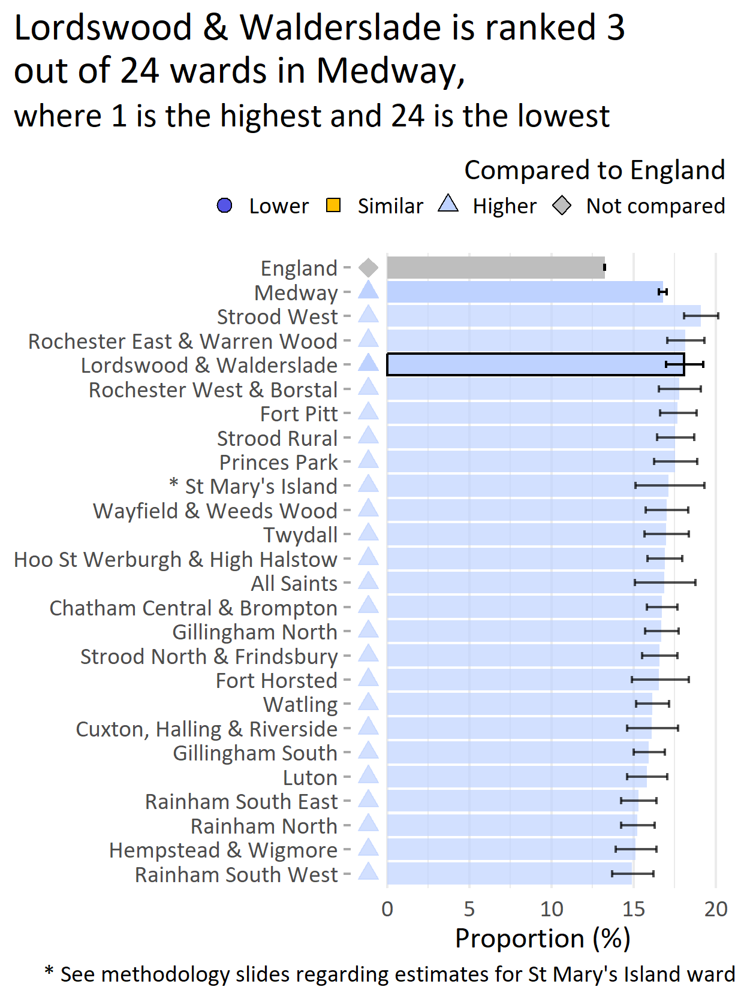 Lordswood & Walderslade is ranked 3
out of 24 wards in Medway,
where 1 is the highest and 24 is the lowest
Compared to England
Lower Similar Higher Not compared
England
Medway
Strood West
Rochester East & Warren Wood
Lordswood & Walderslade
Rochester West & Borstal
Fort Pitt
Strood Rural
Princes Park
* St Mary's Island
Wayfield & Weeds Wood
Twydall
Hoo St Werburgh & High Halstow
All Saints
Chatham Central & Brompton
Gillingham North
Strood North & Frindsbury
Fort Horsted
Watling
Cuxton, Halling & Riverside
Gillingham South
Luton
Rainham South East
Rainham North
Hempstead & Wigmore
Rainham South West
0 5 10 15 20
Proportion (%)
* See methodology slides regarding estimates for St Mary's Island ward